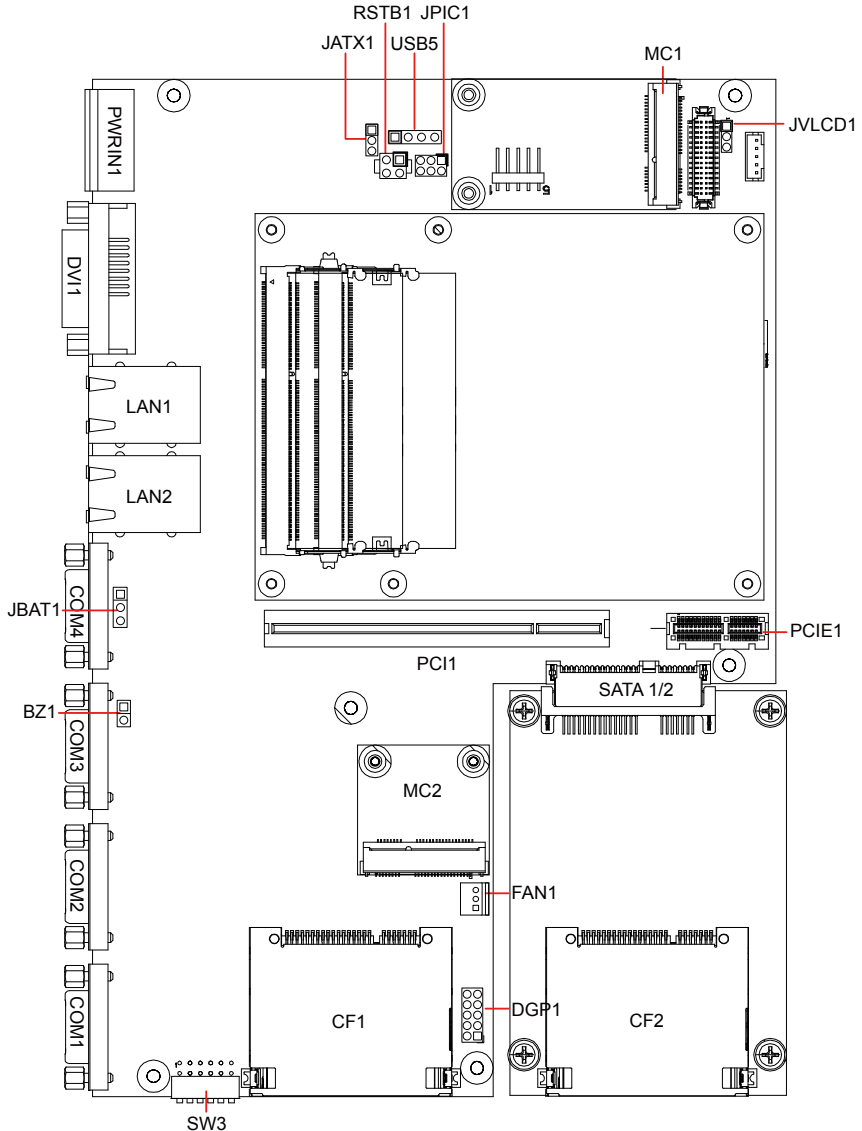 RSTB1 JPIC1
JATX1 USB5
MC1
JVLCD1
PWRIN1
DVI1
LAN1
LAN2
COM4
JBAT1
PCI1
PCIE1
SATA 1/2
BZ1
COM3
MC2
COM2
FAN1
COM1
CF1
DGP1
CF2
SW3